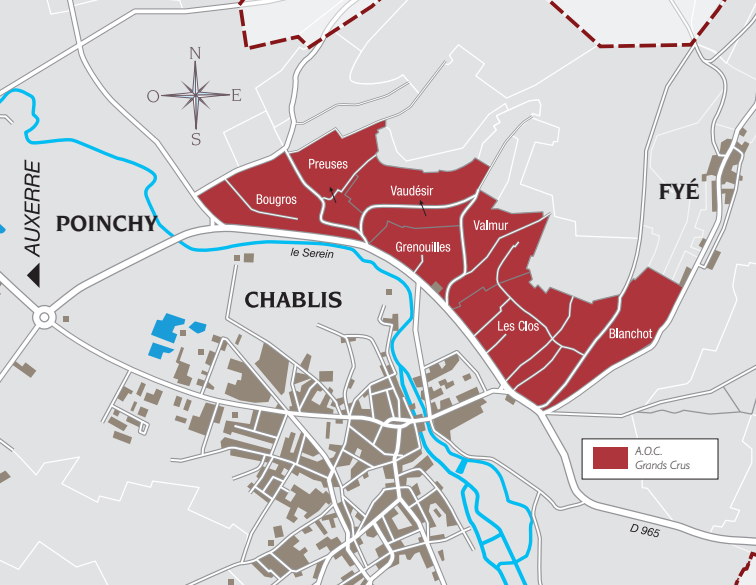 N
O
E
S
AUXERRE
POINCHY
FYÉ
Preuses
Bougros
Vaudésir
Valmur
Grenouilles
le Serein
CHABLIS
Les Clos
Blanchot
A.O.C.
Grands Crus
D 965